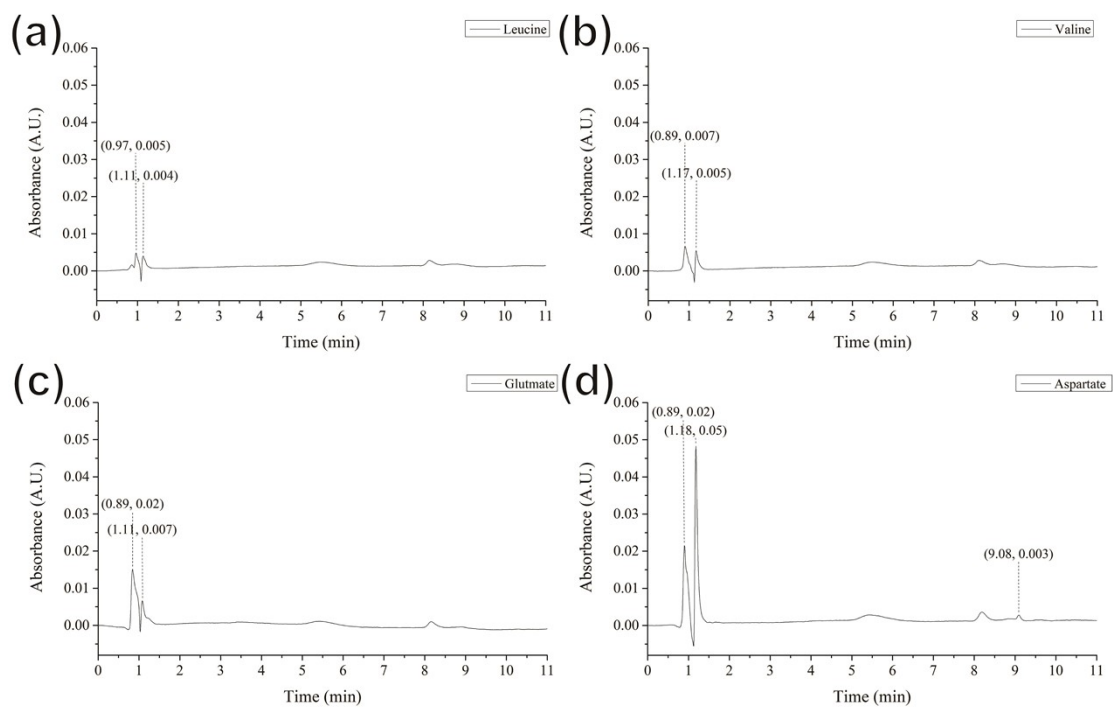 (a)
Leucine
0.06
0.05
0.04
0.03
0.02
0.01
0.00
Absorbance (A.U.)
(0.97, 0.005)
(1.11, 0.004)
0 1 2 3 4 5 6 7 8 9 10 11
Time (min)
(b)
Valine
0.06
0.05
0.04
0.03
0.02
0.01
0.00
Absorbance (A.U.)
(0.89, 0.007)
(1.17, 0.005)
0 1 2 3 4 5 6 7 8 9 10 11
Time (min)
(c)
Glutmate
0.06
0.05
0.04
0.03
0.02
0.01
0.00
Absorbance (A.U.)
(0.89, 0.02)
(1.11, 0.007)
0 1 2 3 4 5 6 7 8 9 10 11
Time (min)
(d)
Aspartate
0.06
0.05
0.04
0.03
0.02
0.01
0.00
Absorbance (A.U.)
(0.89, 0.02)
(1.18, 0.05)
(9.08, 0.003)
0 1 2 3 4 5 6 7 8 9 10 11
Time (min)